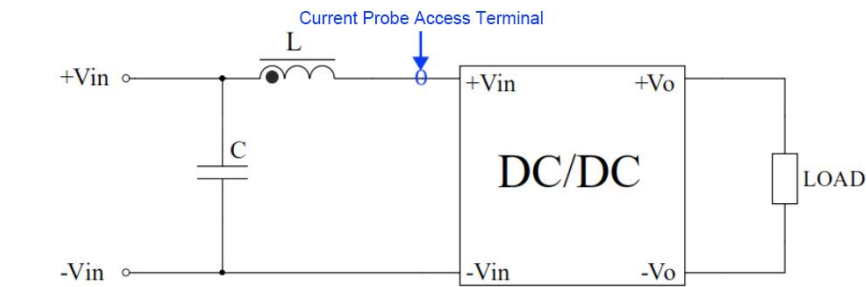 Current Probe Access Terminal
L
+Vin
+Vin
+Vo
C
DC/DC
LOAD
-Vin
-Vin
-Vo